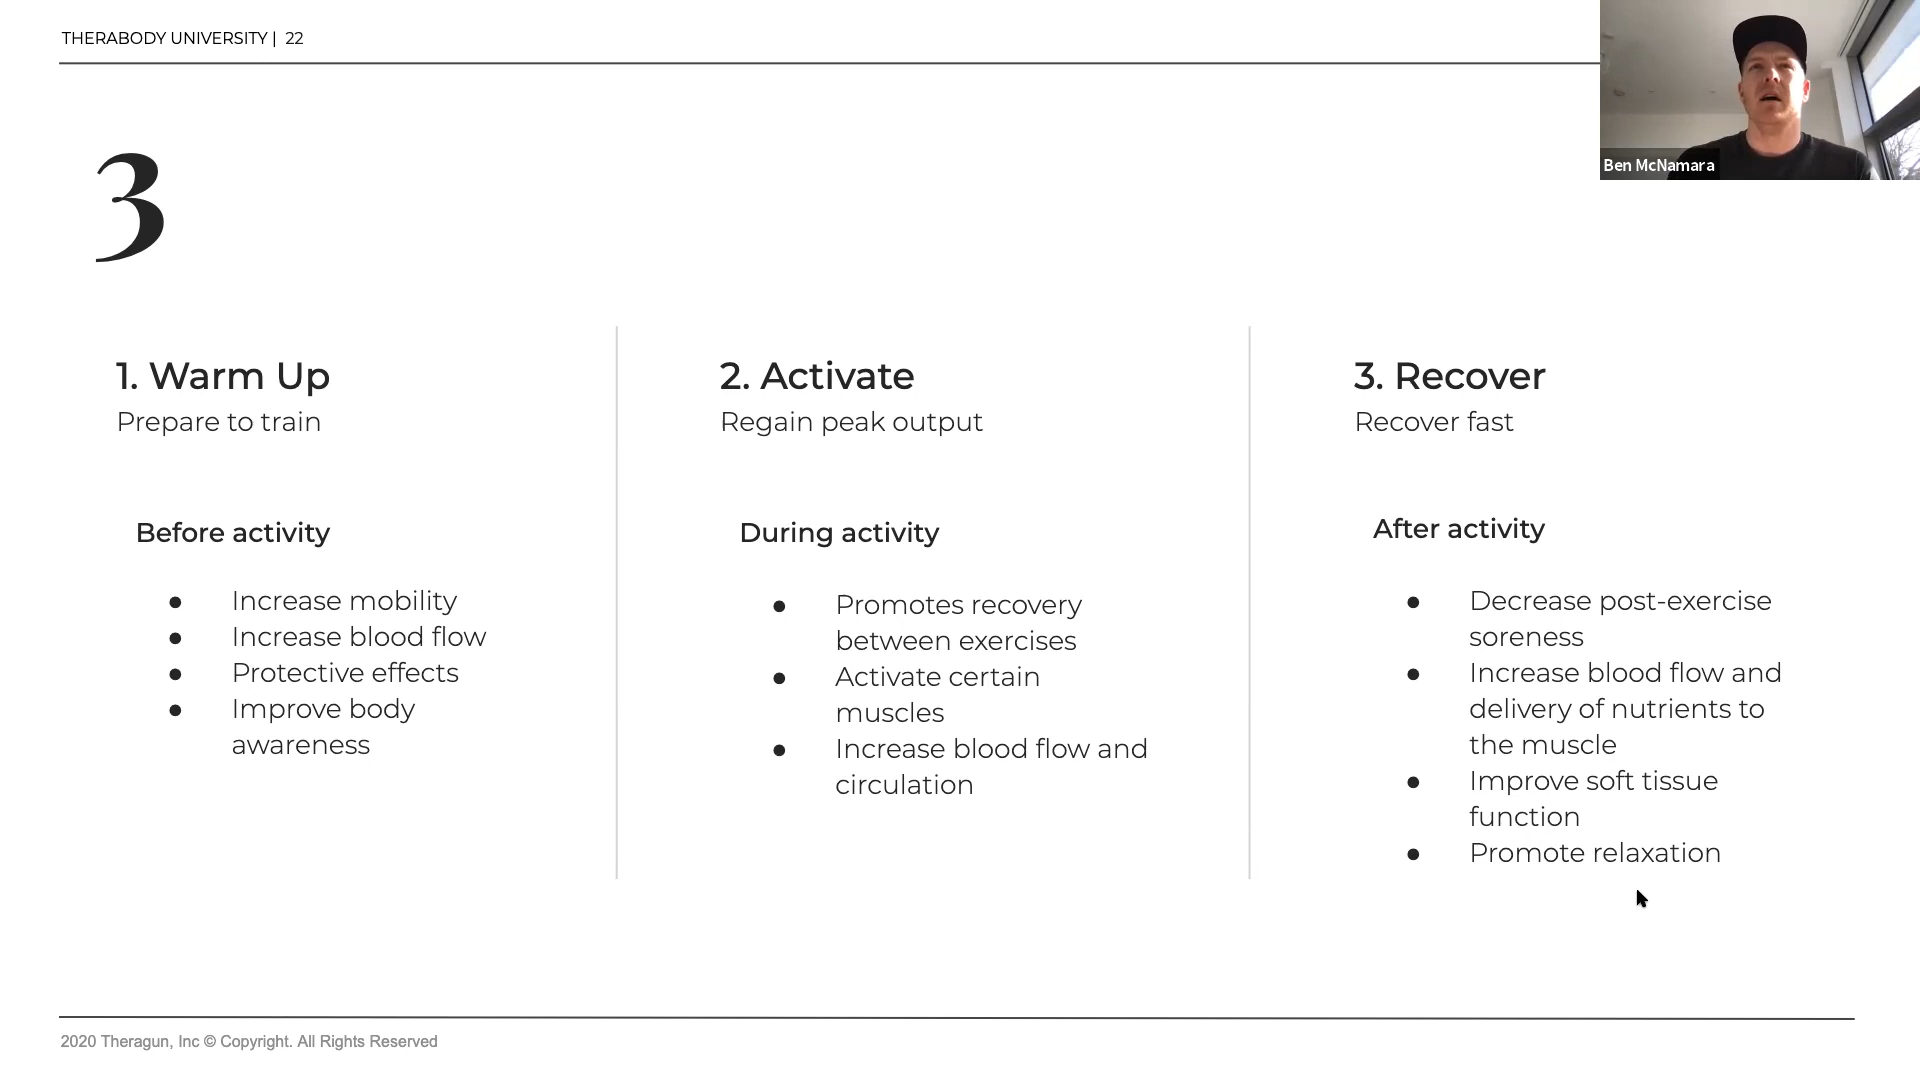 THERABODY UNIVERSITY | 22
Ben McNamara
3
1. Warm Up
Prepare to train
Before activity
● Increase mobility
● Increase blood flow
● Protective effects
● Improve body
awareness
2. Activate
Regain peak output
During activity
● Promotes recovery
between exercises
● Activate certain
muscles
● Increase blood flow and
circulation
3. Recover
Recover fast
After activity
● Decrease post-exercise
soreness
● Increase blood flow and
delivery of nutrients to
the muscle
● Improve soft tissue
function
● Promote relaxation
2020 Theragun, Inc © Copyright. All Rights Reserved